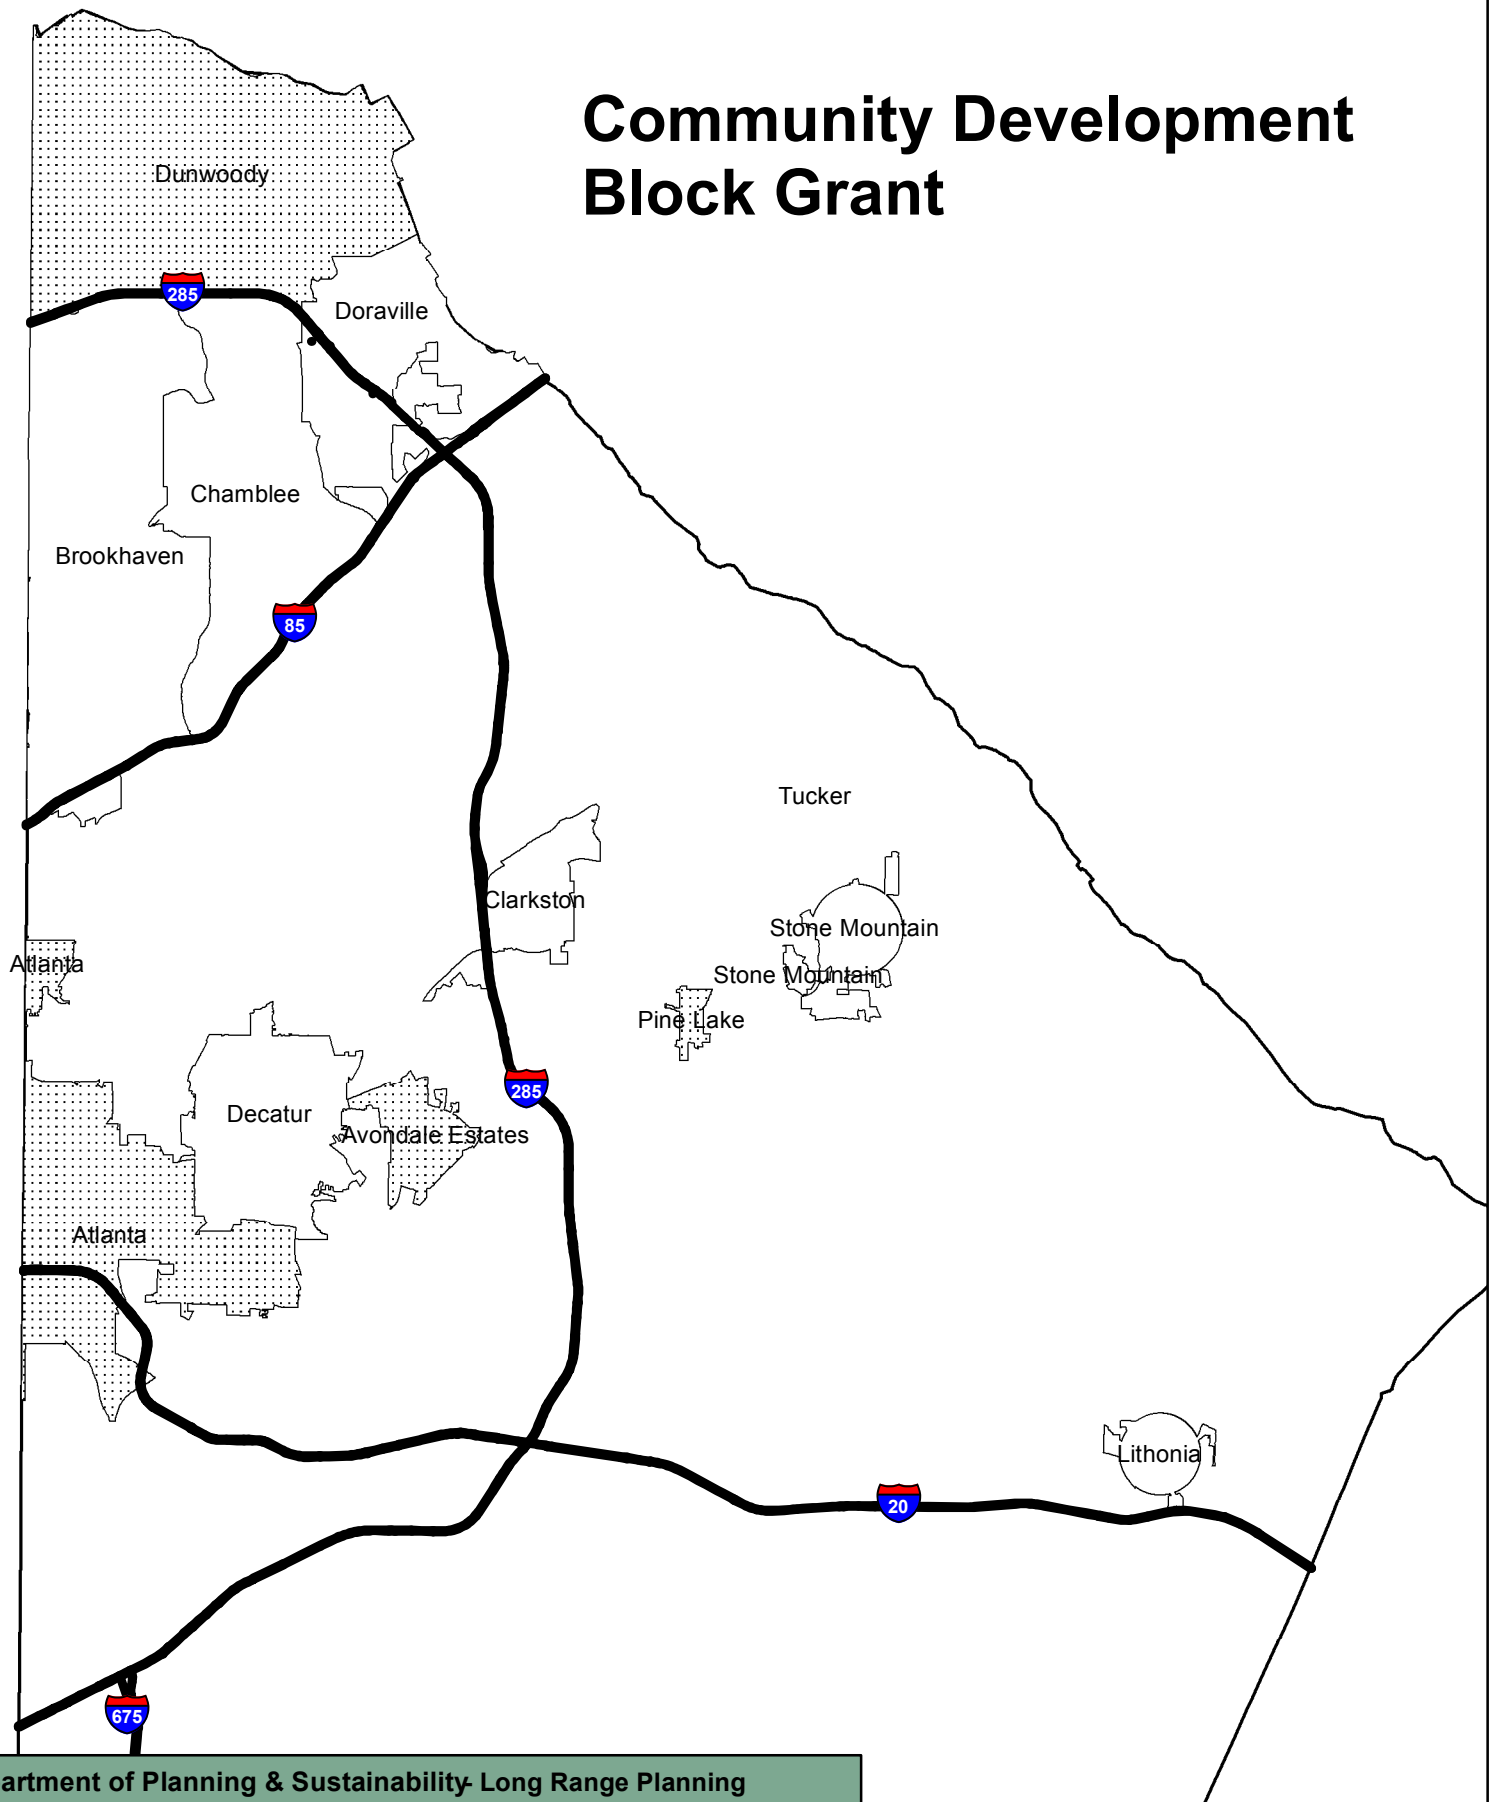 Community Development
Block Grant
Dunwoody
285
Doraville
Chamblee
Brookhaven
85
Tucker
Clarkston
Stone Mountain
Atlanta
Stone Mountain
Pine Lake
285
Decatur
Avondale Estates
Atlanta
Lithonia
20
675
artment of Planning & Sustainability- Long Range Planning